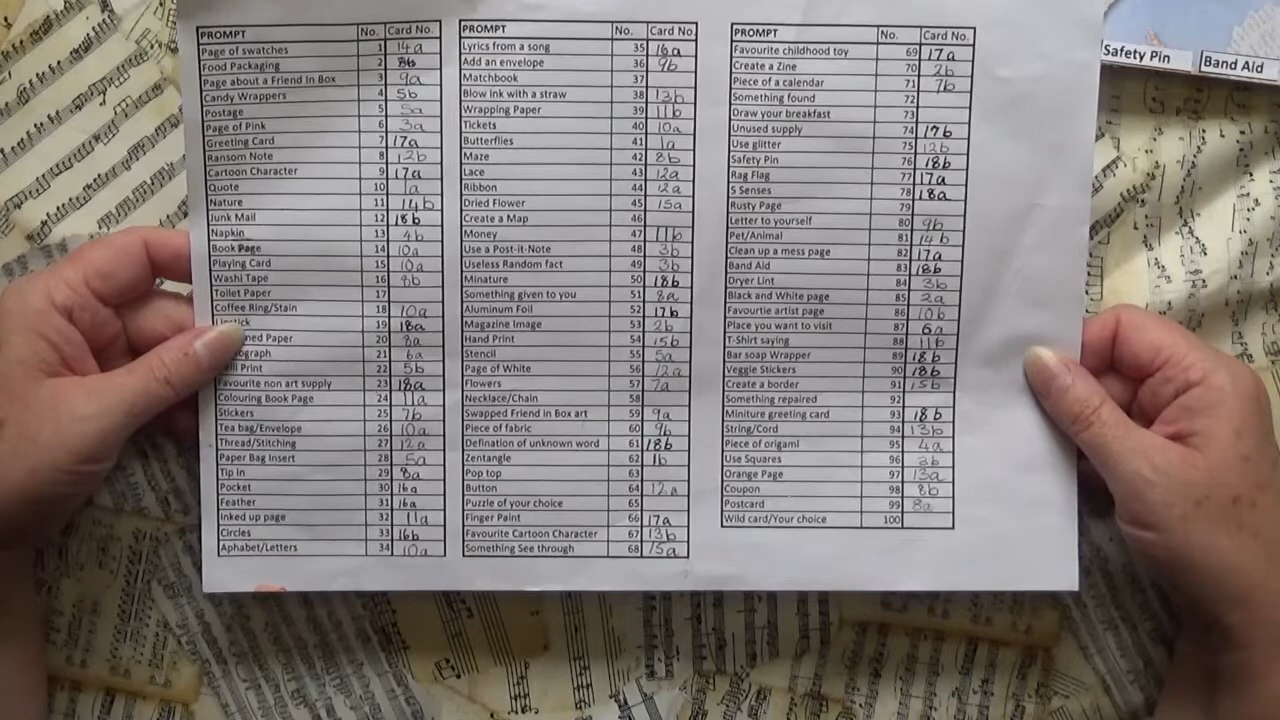 PROMPT No. Card No.
Page of swatches 1 14a
Food Packaging 2 8b
Page about a Friend In Box 3 9a
Candy Wrappers 4 5b
Postage 5 5a
Page of Pink 6 3a
Greeting Card 7 17a
Ransom Note 8 12b
Cartoon Character 9 17a
Quote 10 1a
Nature 11 14b
Junk Mail 12 18b
Napkin 13 4b
Book Page 14 10a
Playing Card 15 10a
Washi Tape 16 8b
Toilet Paper 17
Coffee Ring/Stain 18 10a
19 18a
Paper 20 8a
21 6a
Print 22 5b
Favourite non art supply 23 18a
Colouring Book Page 24 11a
Stickers 25 7b
Tea bag/Envelope 26 10a
Thread/Stitching 27 12a
Paper Bag Insert 28 5a
Tip In 29 8a
Pocket 30 16a
Feather 31 16a
Inked up page 32 11a
Circles 33 16b
Aphabet/Letters 34 10a
PROMPT No. Card No.
Lyrics from a song 35 16a
Add an envelope 36 9b
Matchbook 37
Blow ink with a straw 38 13b
Wrapping Paper 39 11b
Tickets 40 10a
Butterflies 41 1a
Maze 42 8b
Lace 43 12a
Ribbon 44 12a
Dried Flower 45 15a
Create a Map 46
Money 47 11b
Use a Post-it-Note 48 3b
Useless Random fact 49 3b
Minature 50 18b
Something given to you 51 8a
Aluminum Foil 52 17b
Magazine Image 53 2b
Hand Print 54 15b
Stencil 55 5a
Page of White 56 12a
Flowers 57 7a
Necklace/Chain 58
Swapped Friend in Box art 59 9a
Piece of fabric 60 9b
Defination of unknown word 61 18b
Zentangle 62 1b
Pop top 63
Button 64 12a
Puzzle of your choice 65
Finger Paint 66 17a
Favourite Cartoon Character 67 13b
Something See through 68 15a
PROMPT No. Card No.
Favourite childhood toy 69 17a
Create a Zine 70 2b
Piece of a calendar 71 7b
Something found 72
Draw your breakfast 73
Unused supply 74 17b
Use glitter 75 12b
Safety Pin 76 18b
Rag Flag 77 17a
5 Senses 78 18a
Rusty Page 79
Letter to yourself 80 9b
Pet/Animal 81 14b
Clean up a mess page 82 17a
Band Aid 83 18b
Dryer Lint 84 3b
Black and White page 85 2a
Favourtie artist page 86 10b
Place you want to visit 87 6a
T-Shirt saying 88 11b
Bar soap Wrapper 89 18b
Veggie Stickers 90 18b
Create a border 91 15b
Something repaired 92
Miniture greeting card 93 18b
String/Cord 94 13b
Piece of origami 95 4a
Use Squares 96 3b
Orange Page 97 13a
Coupon 98 8b
Postcard 99 8a
Wild card/Your choice 100
Safety Pin
Band Aid